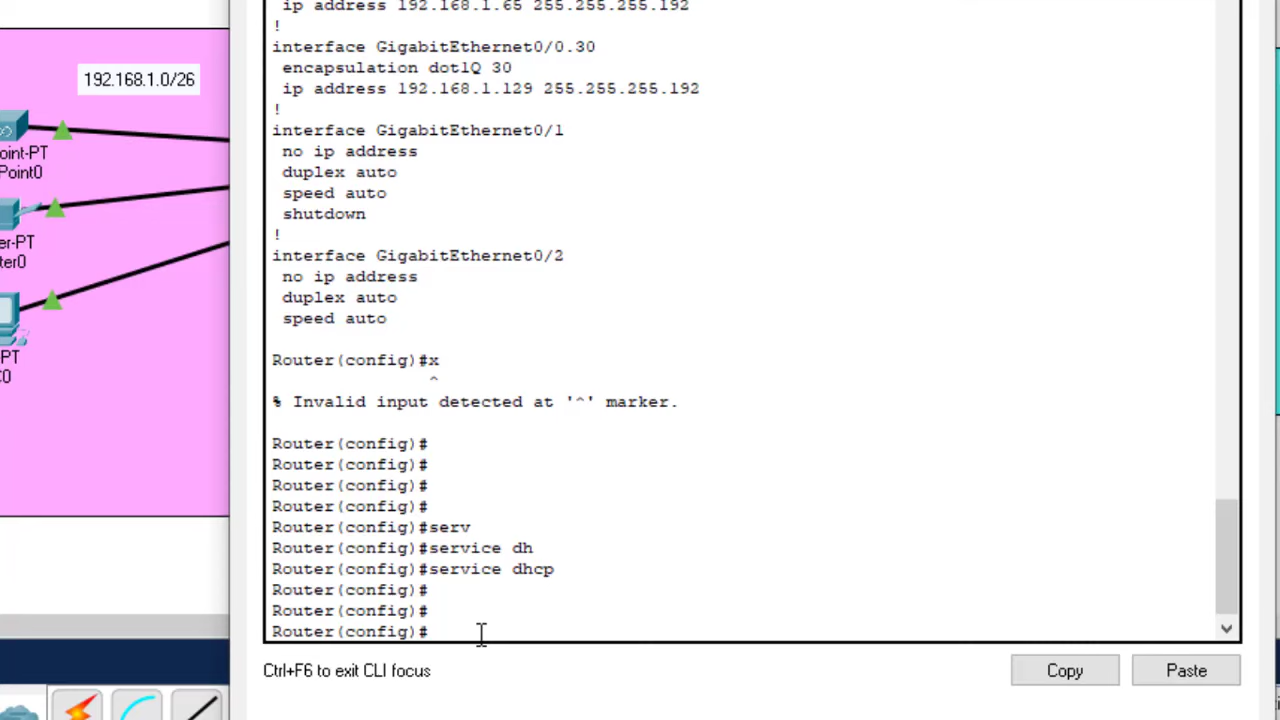 192.168.1.0/26
oint-PT
Point0
er-PT
ter0
PT
0
ip address 192.168.1.65 255.255.255.192
!
interface GigabitEthernet0/0.30
encapsulation dot1Q 30
ip address 192.168.1.129 255.255.255.192
!
interface GigabitEthernet0/1
no ip address
duplex auto
speed auto
shutdown
!
interface GigabitEthernet0/2
no ip address
duplex auto
speed auto
Router(config)#x
^
% Invalid input detected at '^' marker.
Router(config)#
Router(config)#
Router(config)#
Router(config)#
Router(config)#serv
Router(config)#service dh
Router(config)#service dhcp
Router(config)#
Router(config)#
Router(config)#
Ctrl+F6 to exit CLI focus
Copy
Paste